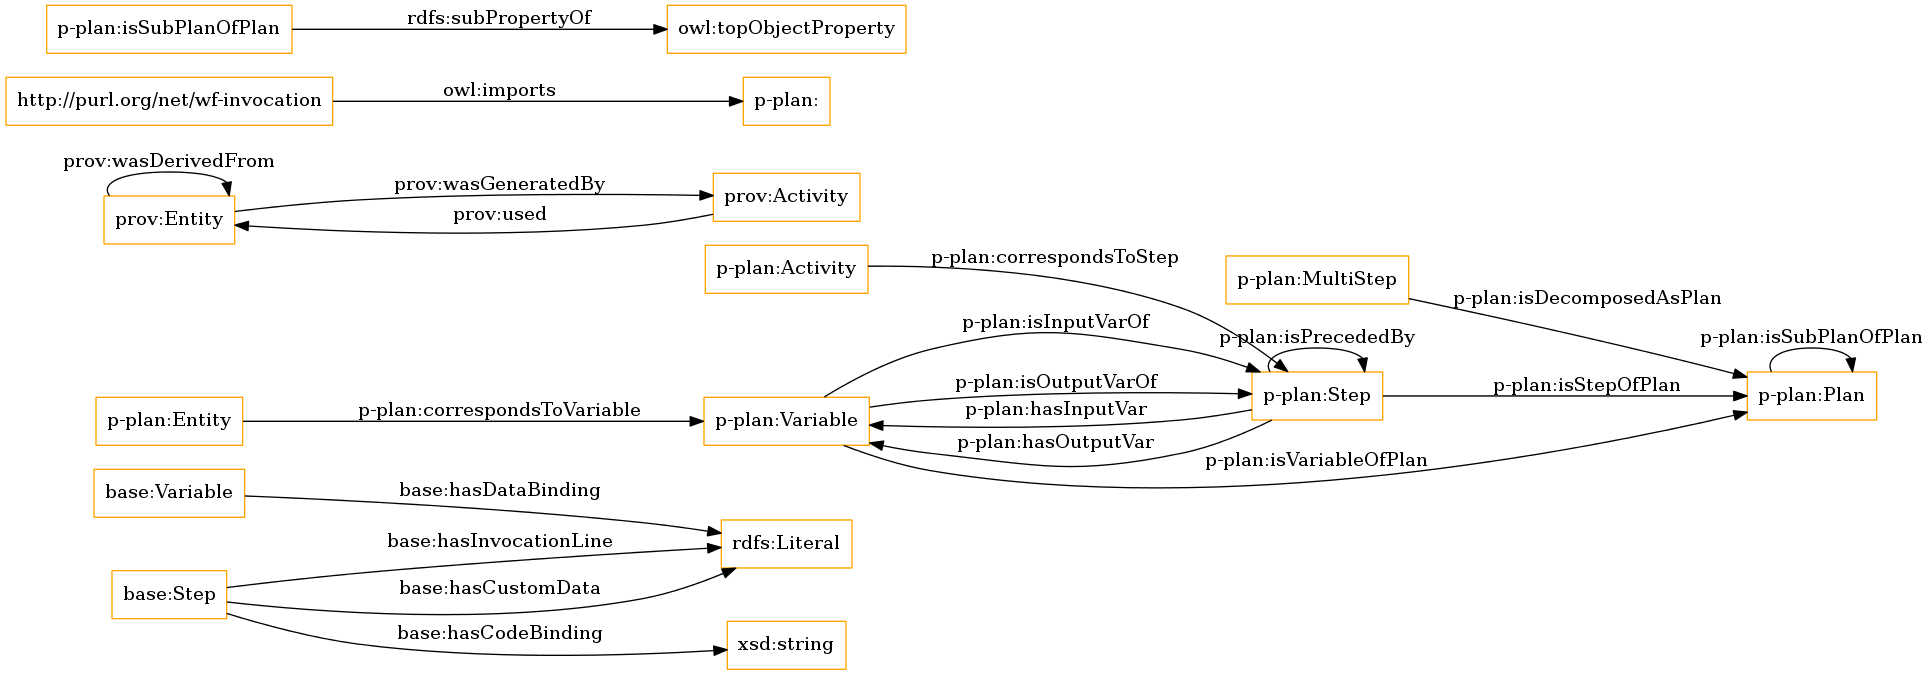 p-plan:isSubPlanOfPlan
rdfs:subPropertyOf
owl:topObjectProperty
http://purl.org/net/wf-invocation
owl:imports
p-plan:
prov:wasDerivedFrom
prov:Entity
prov:wasGeneratedBy
prov:used
prov:Activity
p-plan:Activity
p-plan:correspondsToStep
p-plan:MultiStep
p-plan:isDecomposedAsPlan
p-plan:isInputVarOf
p-plan:isPrecededBy
p-plan:isSubPlanOfPlan
p-plan:isOutputVarOf
p-plan:Step
p-plan:isStepOfPlan
p-plan:Plan
p-plan:Entity
p-plan:correspondsToVariable
p-plan:Variable
p-plan:hasInputVar
p-plan:hasOutputVar
p-plan:isVariableOfPlan
base:Variable
base:hasDataBinding
base:hasInvocationLine
rdfs:Literal
base:Step
base:hasCustomData
base:hasCodeBinding
xsd:string